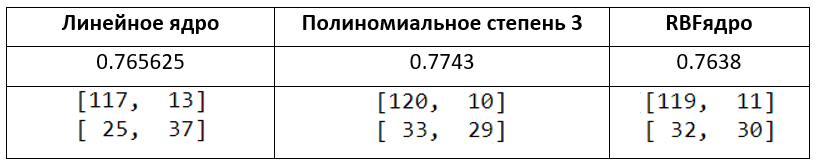 Линейное ядро Полиномиальное степень 3 RBFядро
0.765625 0.7743 0.7638
[117, 13] [120, 10] [119, 11]
[ 25, 37] [ 33, 29] [ 32, 30]